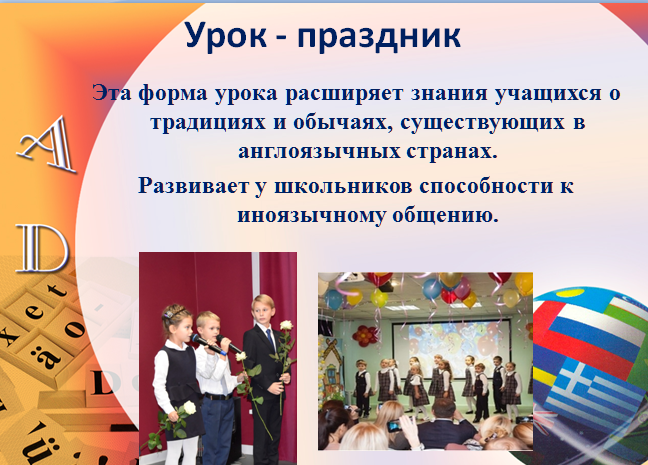 Урок - праздник
Эта форма урока расширяет знания учащихся о
традициях и обычаях, существующих в
англоязычных странах.
Развивает у школьников способности к
иноязычному общению.
A
D
x e t
ä o
D
ü